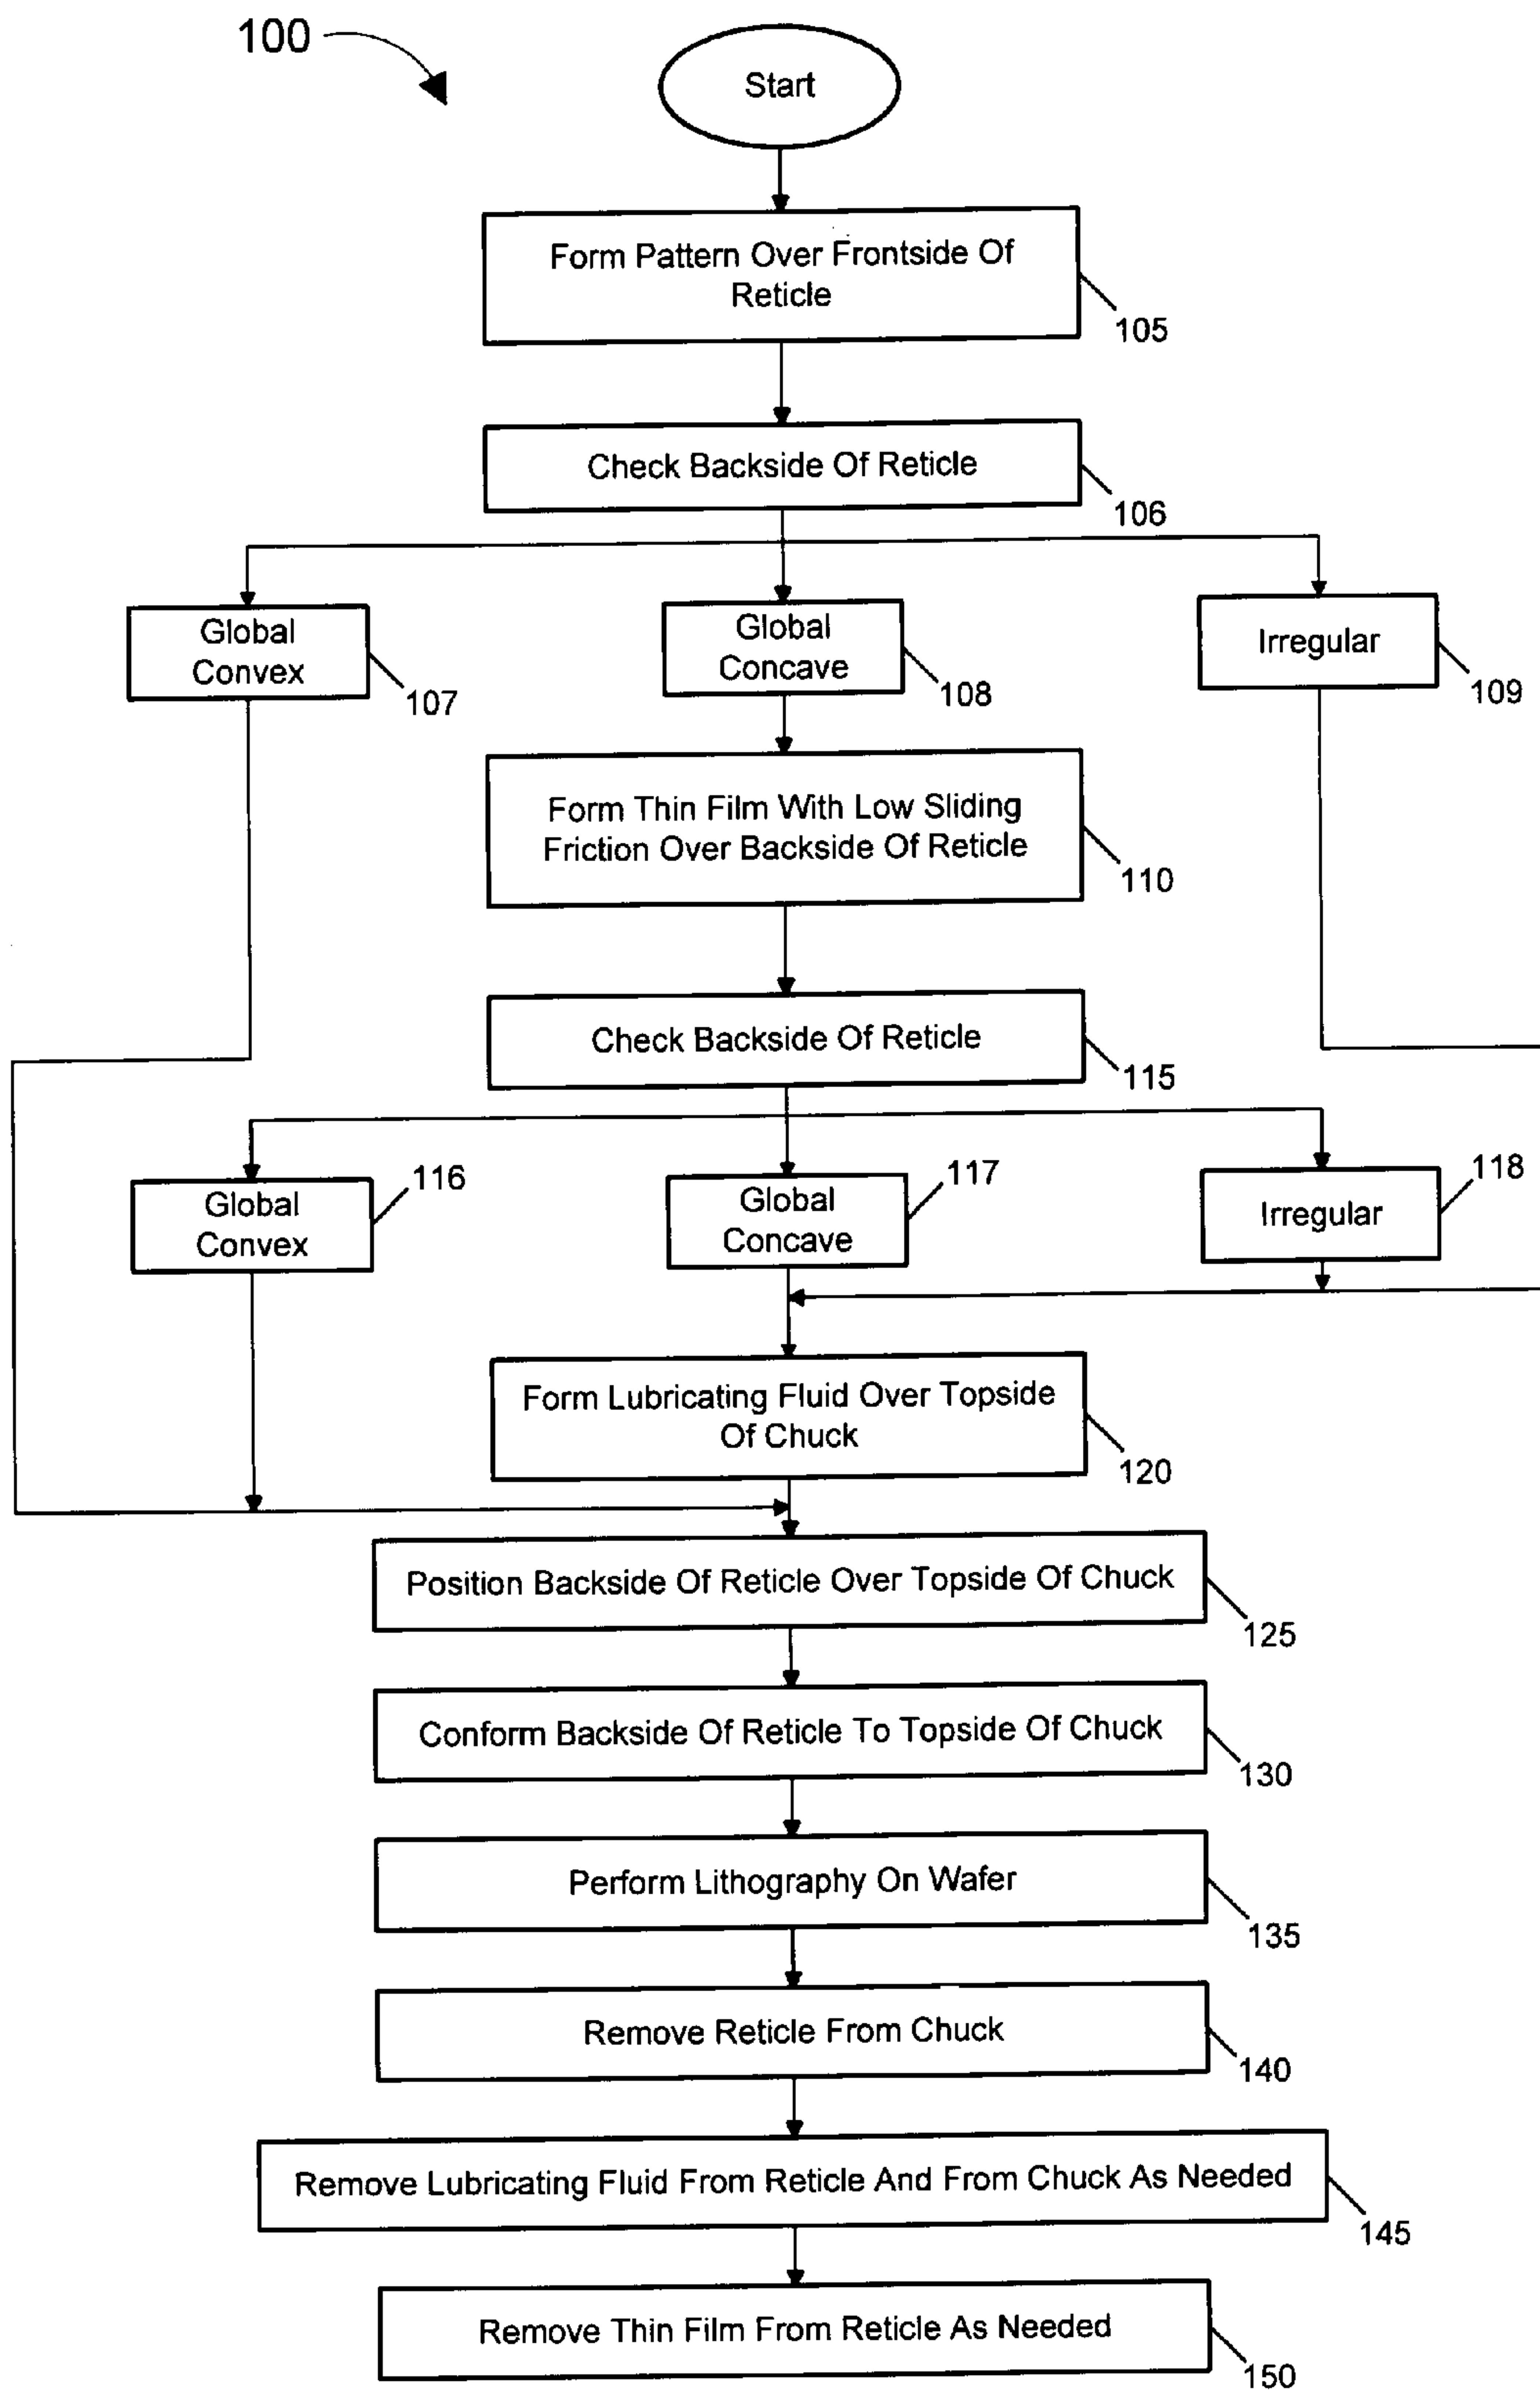 100
Start
Form Pattern Over Frontside Of
Reticle
105
Check Backside Of Reticle
106
Global
Convex
107
Global
Concave
108
Irregular
109
Form Thin Film With Low Sliding
Friction Over Backside Of Reticle
110
Check Backside Of Reticle
115
Global
Convex
116
Global
Concave
117
Irregular
118
Form Lubricating Fluid Over Topside
Of Chuck
120
Position Backside Of Reticle Over Topside Of Chuck
125
Conform Backside Of Reticle To Topside Of Chuck
130
Perform Lithography On Wafer
135
Remove Reticle From Chuck
140
Remove Lubricating Fluid From Reticle And From Chuck As Needed
145
Remove Thin Film From Reticle As Needed
150